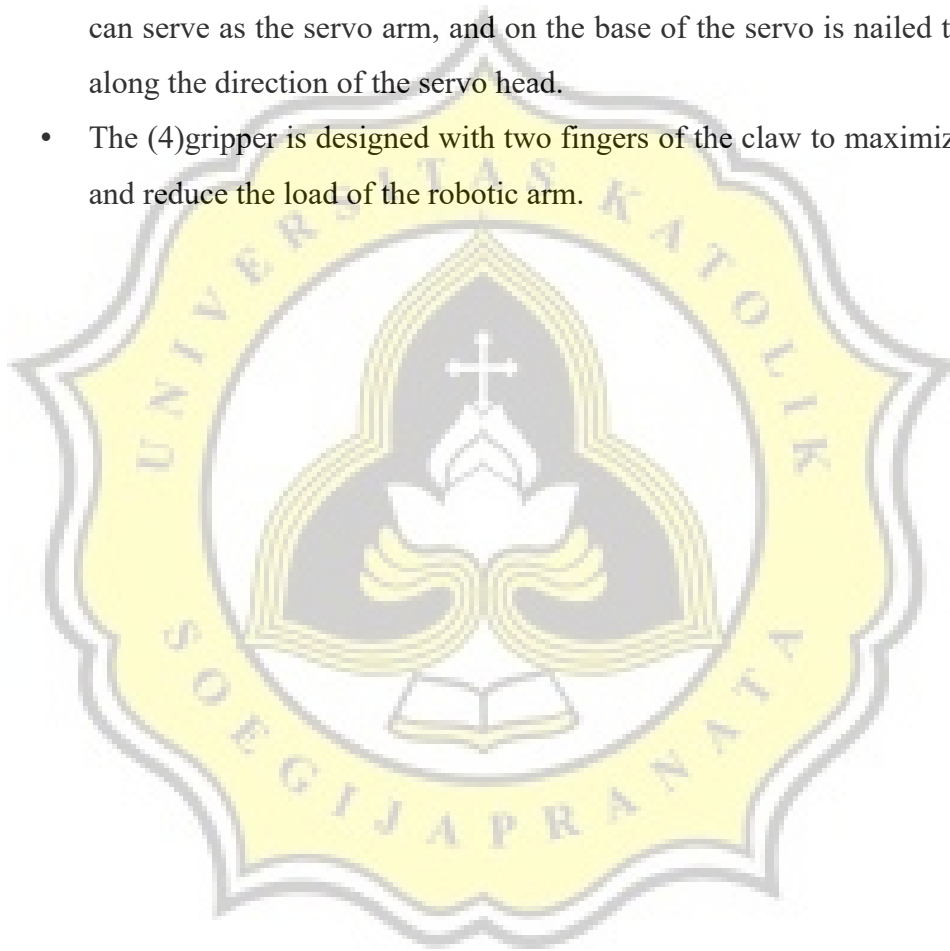 can serve as the servo arm, and on the base of the servo is nailed
along the direction of the servo head.
• The (4)gripper is designed with two fingers of the claw to
and reduce the load of the robotic arm.
UNIVERSITAS KATOLIK
SOEGIJAPRANATA